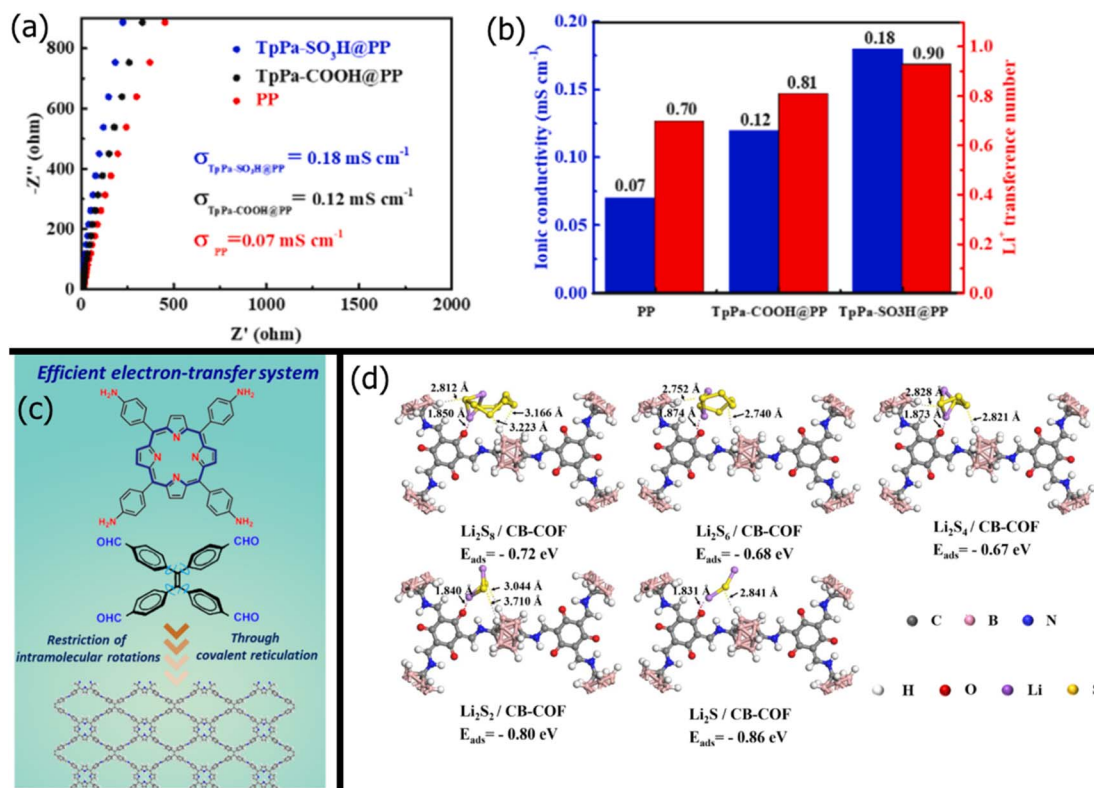 (a)
800
600
400
200
0
-Z'' (ohm)
TpPa-SO₃H@PP
TpPa-COOH@PP
PP
σTpPa-SO₃H@PP = 0.18 mS cm⁻¹
σTpPa-COOH@PP = 0.12 mS cm⁻¹
σPP=0.07 mS cm⁻¹
0 500 1000 1500 2000
Z' (ohm)
(b)
Ionic conductivity (mS cm⁻¹)
0.20
0.15
0.10
0.05
0.00
0.07 0.70
0.12 0.81
0.18 0.90
1.0
0.8
0.6
0.4
0.2
0.0
Li⁺ transference number
PP TpPa-COOH@PP TpPa-SO3H@PP
Efficient electron-transfer system
(c)
H₂N NH₂
N
N N
N
H₂N NH₂
OHC CHO
OHC CHO
Restriction of
intramolecular rotations
Through
covalent reticulation
(d)
2.812 Å
1.850 Å
3.166 Å
3.223 Å
Li₂S₈ / CB-COF
Eads= - 0.72 eV
2.752 Å
1.874 Å
2.740 Å
Li₂S₆ / CB-COF
Eads= - 0.68 eV
2.828 Å
1.873 Å
2.821 Å
Li₂S₄ / CB-COF
Eads= - 0.67 eV
1.840 Å
3.044 Å
3.710 Å
Li₂S₂ / CB-COF
Eads= - 0.80 eV
1.831 Å
2.841 Å
Li₂S / CB-COF
Eads= - 0.86 eV
C B N
H O Li S